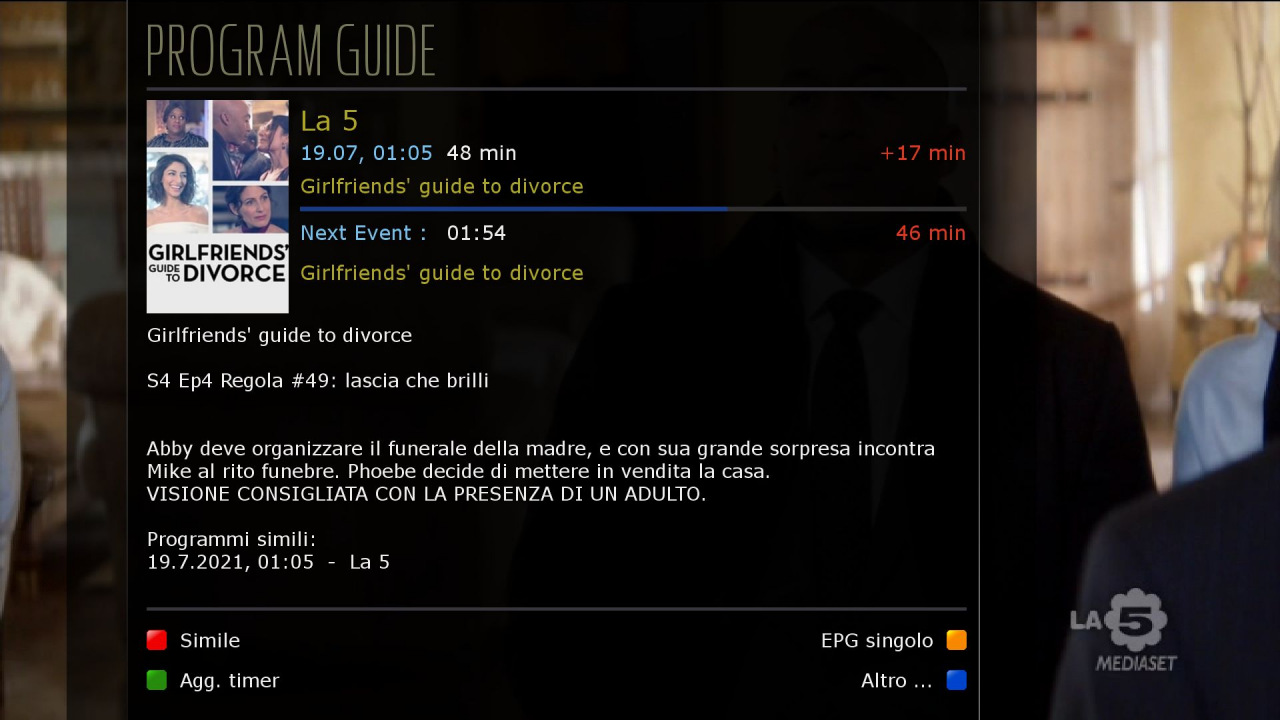 PROGRAM GUIDE
La 5
19.07, 01:05 48 min +17 min
Girlfriends' guide to divorce
Next Event : 01:54 46 min
Girlfriends' guide to divorce
GIRLFRIENDS'
GUIDE TO DIVORCE
Girlfriends' guide to divorce
S4 Ep4 Regola #49: lascia che brilli
Abby deve organizzare il funerale della madre, e con sua grande sorpresa incontra
Mike al rito funebre. Phoebe decide di mettere in vendita la casa.
VISIONE CONSIGLIATA CON LA PRESENZA DI UN ADULTO.
Programmi simili:
19.7.2021, 01:05 - La 5
Simile EPG singolo
Agg. timer Altro ...
LA 5
MEDIASET